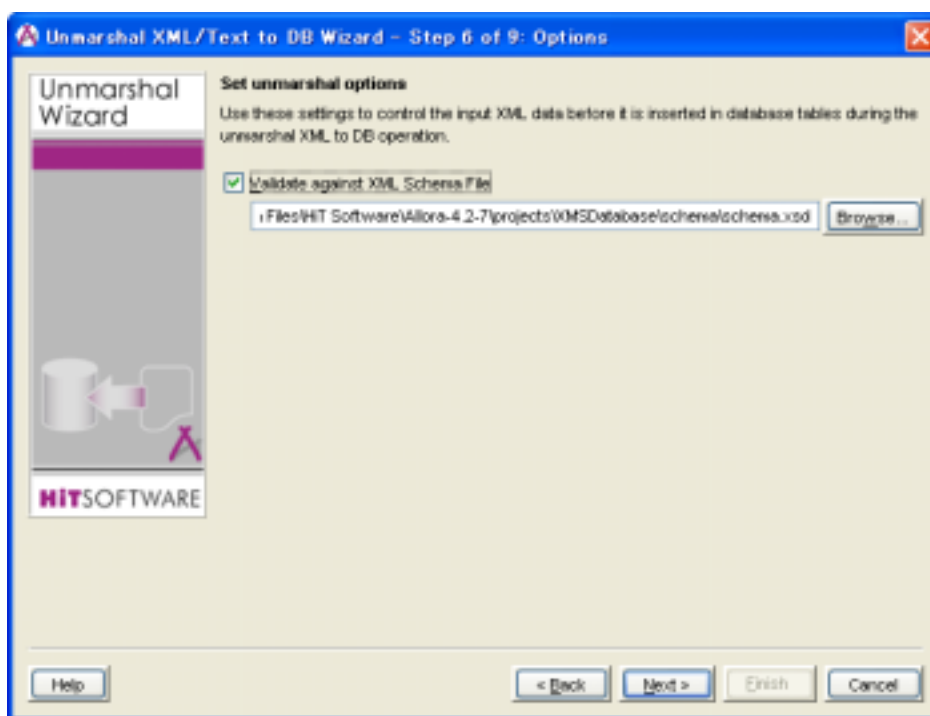 Unmarshal XML/Text to DB Wizard - Step 6 of 9: Options
Unmarshal
Wizard
Set unmarshal options
Use these settings to control the input XML data before it is inserted in database tables during the
unmarshal XML to DB operation.
Validate against XML Schema File
Files\HiT Software\Allora-4.2-7\projects\XMSDatabase\schema\schema.xsd
Browse...
HiTSOFTWARE
Help
< Back
Next >
Finish
Cancel